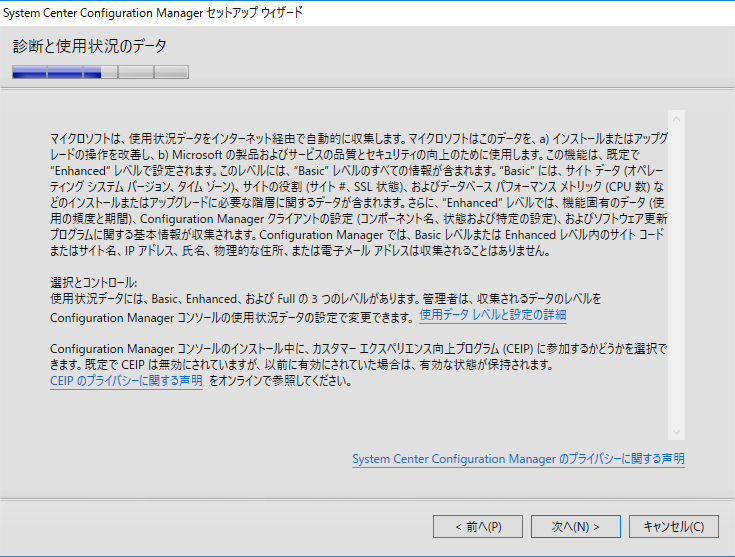 System Center Configuration Manager セットアップ ウィザード
診断と使用状況のデータ
マイクロソフトは、使用状況データをインターネット経由で自動的に収集します。マイクロソフトはこのデータを、a) インストールまたはアップグ
レードの操作を改善し、b) Microsoft の製品およびサービスの品質とセキュリティの向上のために使用します。この機能は、既定で
"Enhanced" レベルで設定されます。このレベルには、"Basic" レベルのすべての情報が含まれます。"Basic" には、サイト データ (オペレー
ティング システム バージョン、タイム ゾーン)、サイトの役割 (サイト #、SSL 状態)、およびデータベース パフォーマンス メトリック (CPU 数) な
どのインストールまたはアップグレードに必要な階層に関するデータが含まれます。さらに、"Enhanced" レベルでは、機能固有のデータ (使
用の頻度と期間)、Configuration Manager クライアントの設定 (コンポーネント名、状態および特定の設定)、およびソフトウェア更新
プログラムに関する基本情報が収集されます。Configuration Manager では、Basic レベルまたは Enhanced レベル内のサイト コード
またはサイト名、IP アドレス、氏名、物理的な住所、または電子メール アドレスは収集されることはありません。
選択とコントロール:
使用状況データには、Basic、Enhanced、および Full の 3 つのレベルがあります。管理者は、収集されるデータのレベルを
Configuration Manager コンソールの使用状況データの設定で変更できます。 使用データ レベルと設定の詳細
Configuration Manager コンソールのインストール中に、カスタマー エクスペリエンス向上プログラム (CEIP) に参加するかどうかを選択で
きます。既定で CEIP は無効にされていますが、以前に有効にされていた場合は、有効な状態が保持されます。
CEIP のプライバシーに関する声明 をオンラインで参照してください。
System Center Configuration Manager のプライバシーに関する声明
< 前へ(P) 次へ(N) > キャンセル(C)